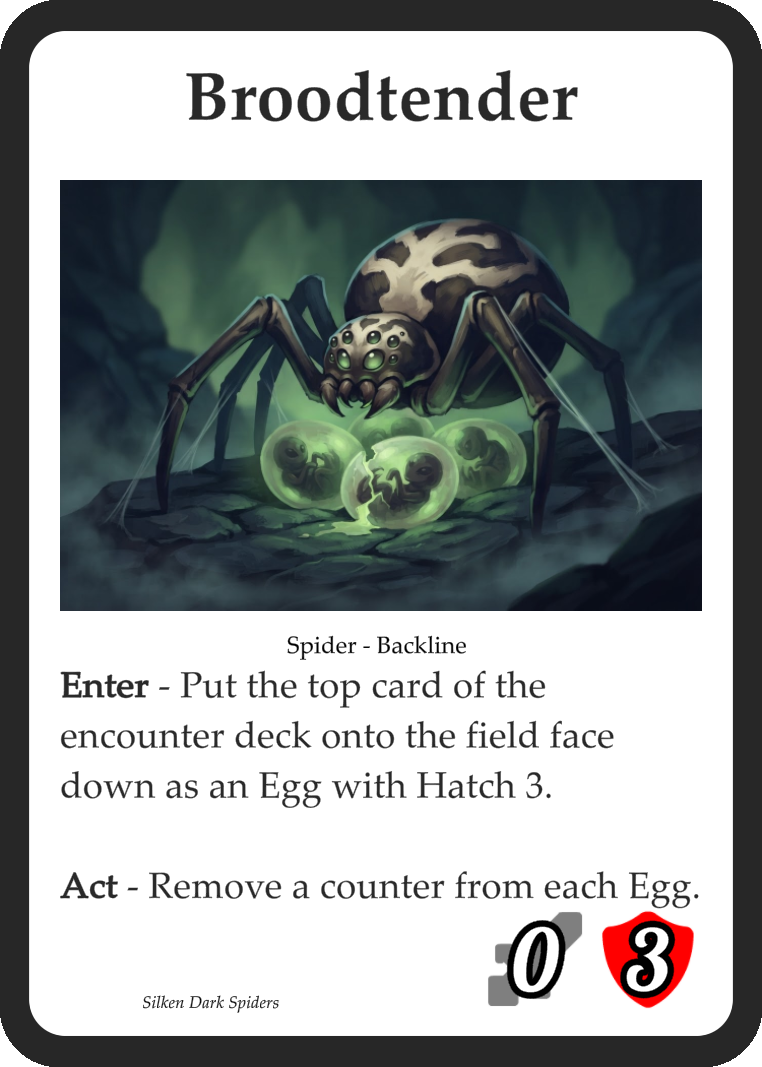 Broodtender
Spider - Backline
Enter - Put the top card of the
encounter deck onto the field face
down as an Egg with Hatch 3.
Act - Remove a counter from each Egg.
0 3
Silken Dark Spiders